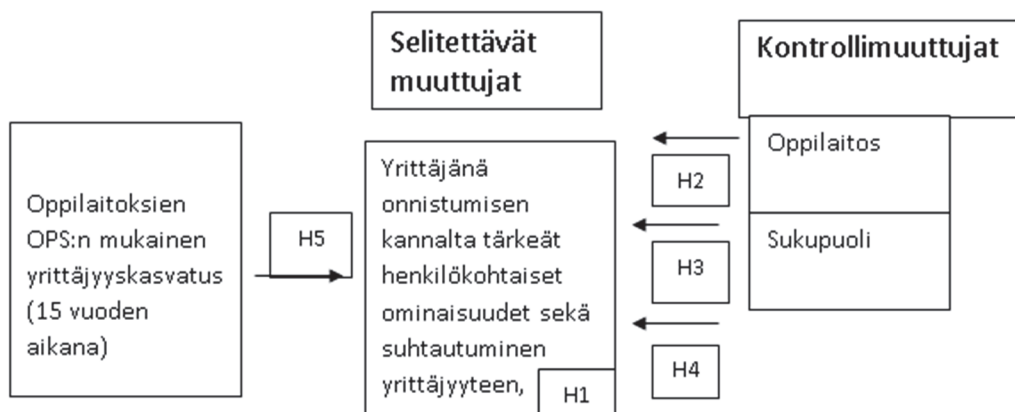 Selitettävät
muuttujat
Kontrollimuuttujat
Oppilaitoksien
OPS:n mukainen
yrittäjyyskasvatus
(15 vuoden
aikana)
H5
Yrittäjänä
onnistumisen
kannalta tärkeät
henkilökohtaiset
ominaisuudet sekä
suhtautuminen
yrittäjyyteen,
H1
H2
H3
H4
Oppilaitos
Sukupuoli